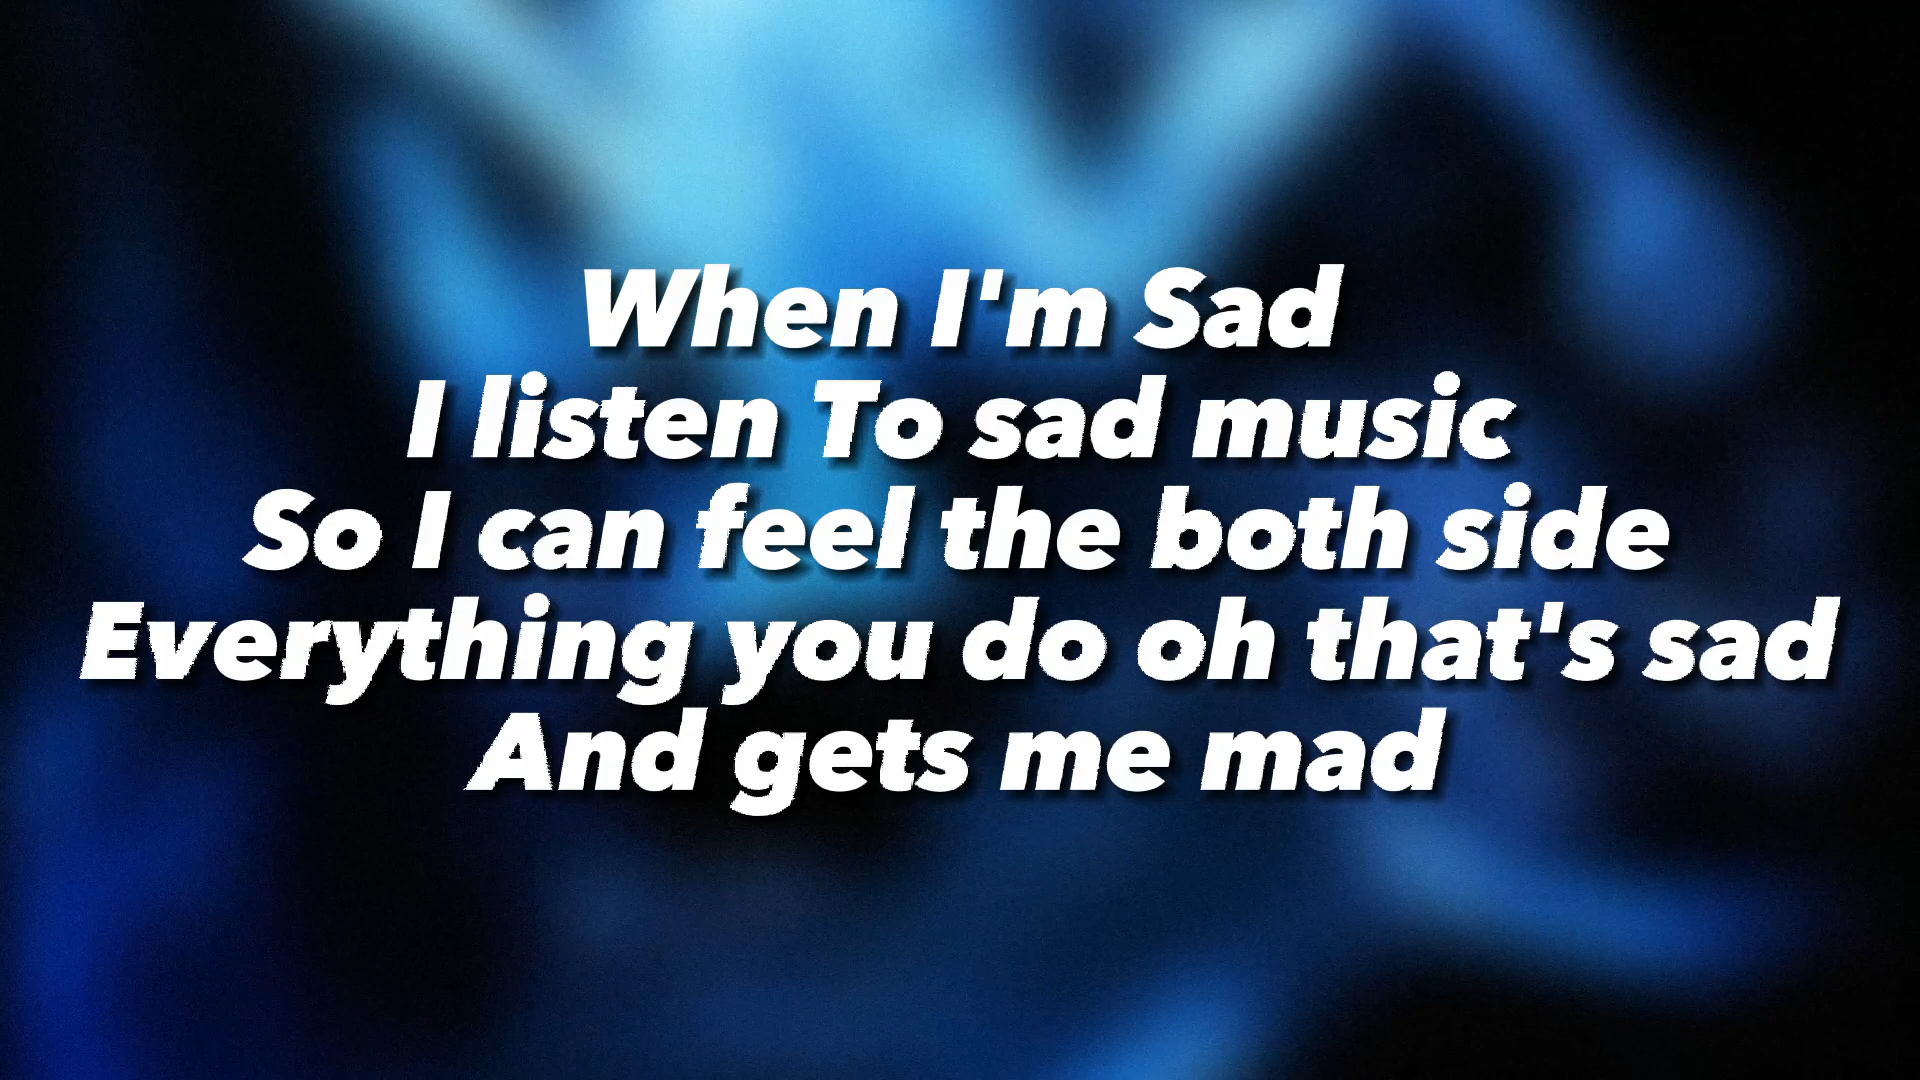 When I'm Sad
I listen To sad music
So I can feel the both side
Everything you do oh that's sad
And gets me mad